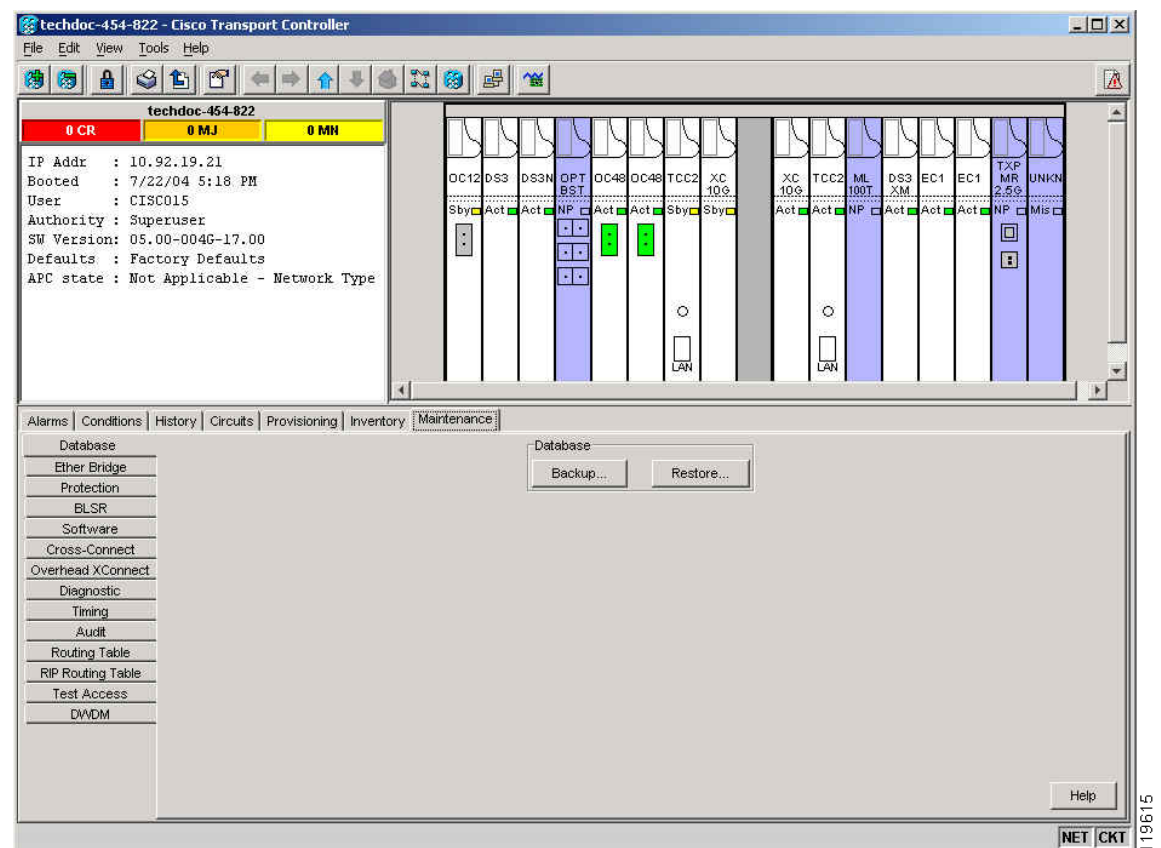 techdoc-454-822 - Cisco Transport Controller
File Edit View Tools Help
techdoc-454-822
0 CR 0 MJ 0 MN
IP Addr : 10.92.19.21
Booted : 7/22/04 5:18 PM
User : CISCO15
Authority : Superuser
SW Version: 05.00-004G-17.00
Defaults : Factory Defaults
APC state : Not Applicable - Network Type
OC12 DS3 DS3N OPT BST OC48 OC48 TCC2 XC 10G XC 10G TCC2 ML 100T DS3 XM EC1 EC1 TXP MR 2.5G UNKN
Sby Act Act NP Act Act Sby Sby Act Act NP Act Act Act NP Mis
LAN LAN
Alarms Conditions History Circuits Provisioning Inventory Maintenance
Database
Ether Bridge
Protection
BLSR
Software
Cross-Connect
Overhead XConnect
Diagnostic
Timing
Audit
Routing Table
RIP Routing Table
Test Access
DWDM
Database
Backup... Restore...
Help
NET CKT
119615